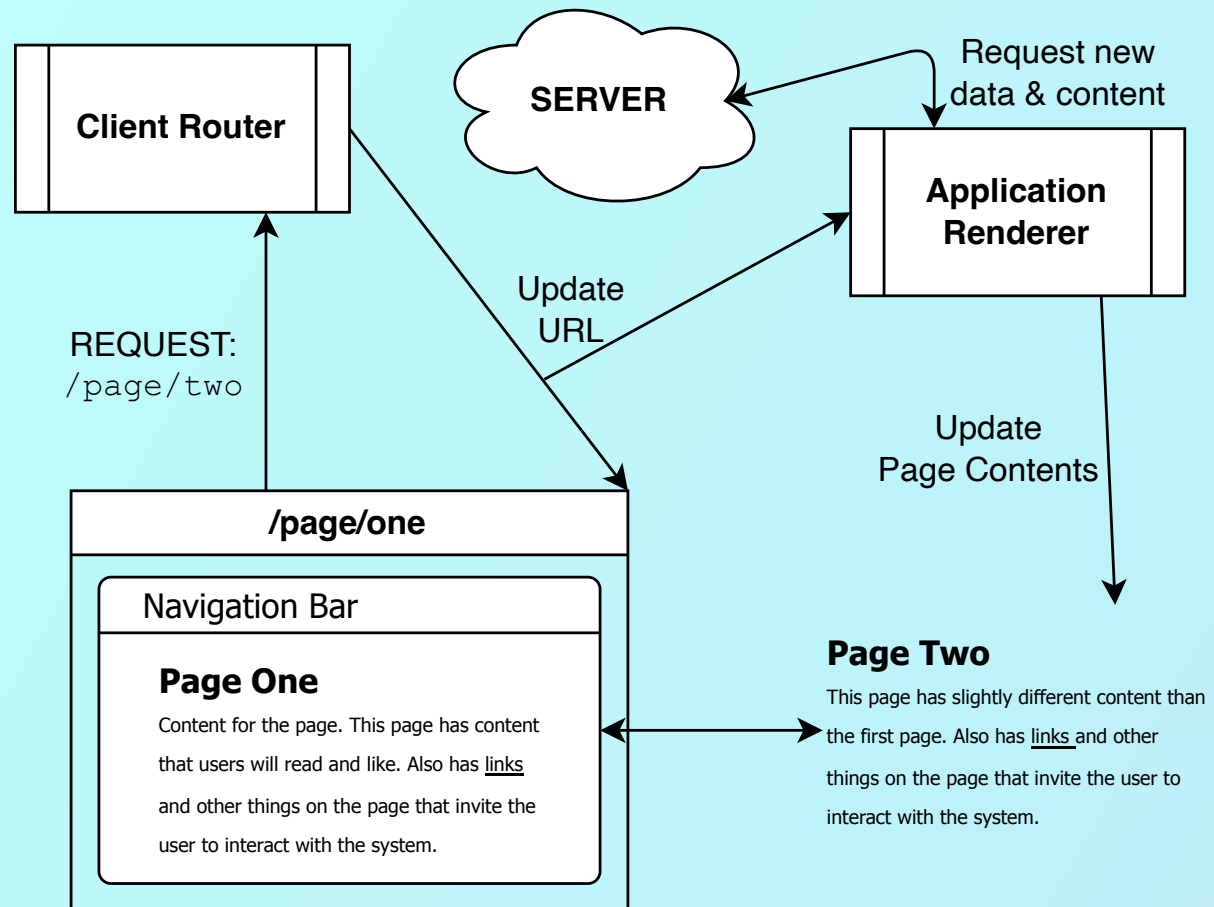 Client Router
SERVER
Request new
data & content
Application
Renderer
Update
URL
REQUEST:
/page/two
Update
Page Contents
/page/one
Navigation Bar
Page One
Content for the page. This page has content
that users will read and like. Also has links
and other things on the page that invite the
user to interact with the system.
Page Two
This page has slightly different content than
the first page. Also has links and other
things on the page that invite the user to
interact with the system.